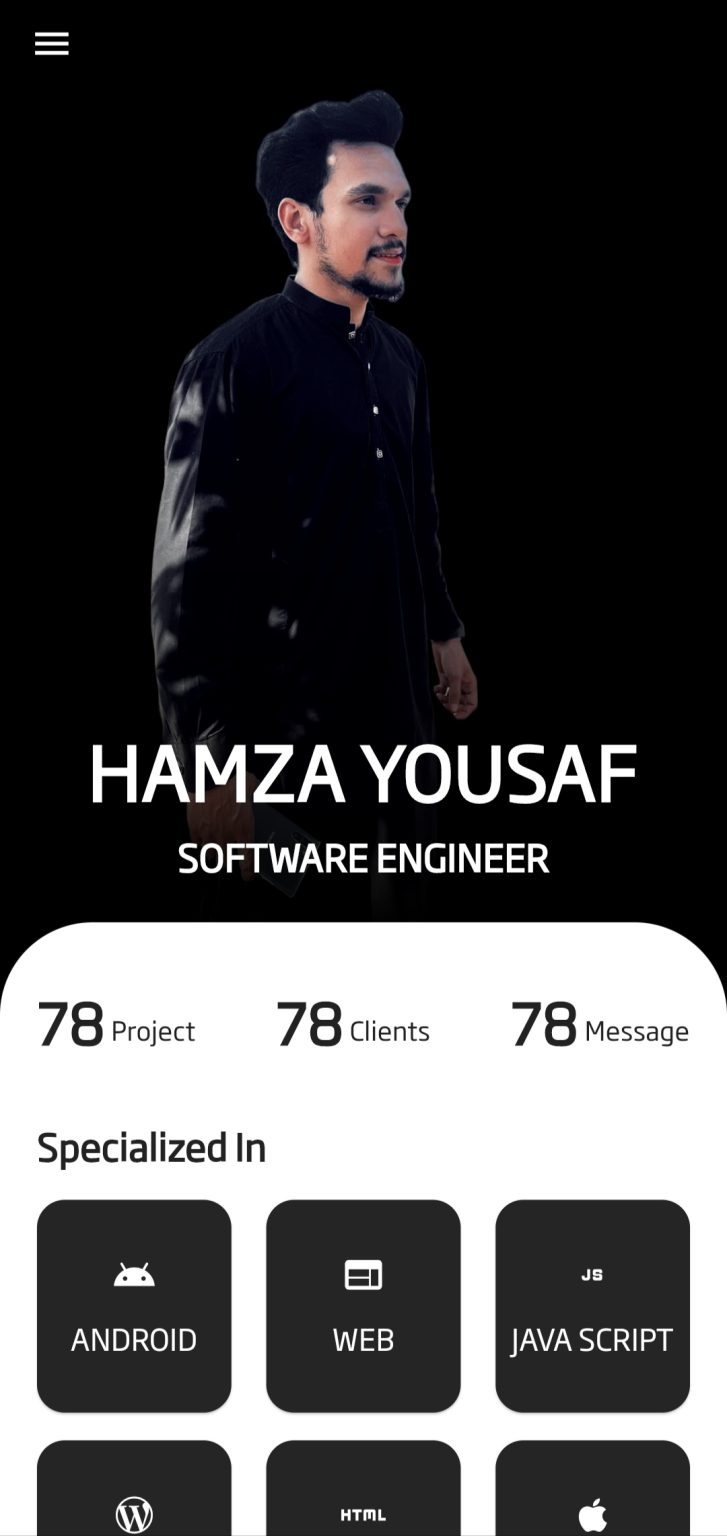 HAMZA YOUSAF
SOFTWARE ENGINEER
78 Project 78 Clients 78 Message
Specialized In
JS
ANDROID WEB JAVA SCRIPT
W HTML